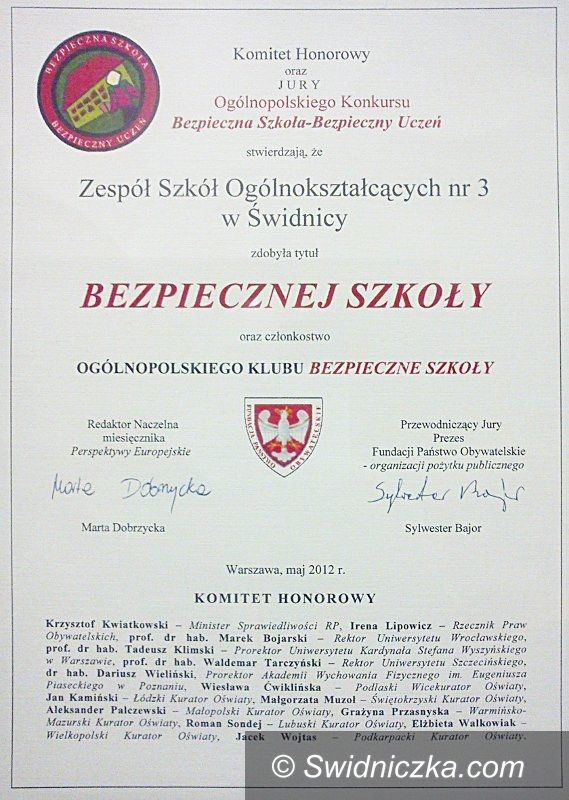 BEZPIECZNA SZKOŁA
BEZPIECZNY UCZEŃ
Komitet Honorowy
oraz
JURY
Ogólnopolskiego Konkursu
Bezpieczna Szkoła-Bezpieczny Uczeń
stwierdzają, że
Zespół Szkół Ogólnokształcących nr 3
w Świdnicy
zdobyła tytuł
BEZPIECZNEJ SZKOŁY
oraz członkostwo
OGÓLNOPOLSKIEGO KLUBU BEZPIECZNE SZKOŁY
Redaktor Naczelna
miesięcznika
Perspektywy Europejskie
Marta Dobrzycka
Marta Dobrzycka
FUNDACJA PAŃSTWO OBYWATELSKIE
Przewodniczący Jury
Prezes
Fundacji Państwo Obywatelskie
- organizacji pożytku publicznego
Sylwester Bajor
Sylwester Bajor
Warszawa, maj 2012 r.
KOMITET HONOROWY
Krzysztof Kwiatkowski – Minister Sprawiedliwości RP, Irena Lipowicz – Rzecznik Praw
Obywatelskich, prof. dr hab. Marek Bojarski – Rektor Uniwersytetu Wrocławskiego,
prof. dr hab. Tadeusz Klimski – Prorektor Uniwersytetu Kardynała Stefana Wyszyńskiego
w Warszawie, prof. dr hab. Waldemar Tarczyński – Rektor Uniwersytetu Szczecińskiego,
dr hab. Dariusz Wieliński, Prorektor Akademii Wychowania Fizycznego im. Eugeniusza
Piaseckiego w Poznaniu, Wiesława Ćwiklińska – Podlaski Wicekurator Oświaty,
Jan Kamiński – Łódzki Kurator Oświaty, Małgorzata Muzoł – Świętokrzyski Kurator Oświaty,
Aleksander Palczewski – Małopolski Kurator Oświaty, Grażyna Przasnyska – Warmińsko-
Mazurski Kurator Oświaty, Roman Sondej – Lubuski Kurator Oświaty, Elżbieta Walkowiak –
Wielkopolski Kurator Oświaty, Jacek Wojtas – Podkarpacki Kurator Oświaty.
© Swidniczka.com